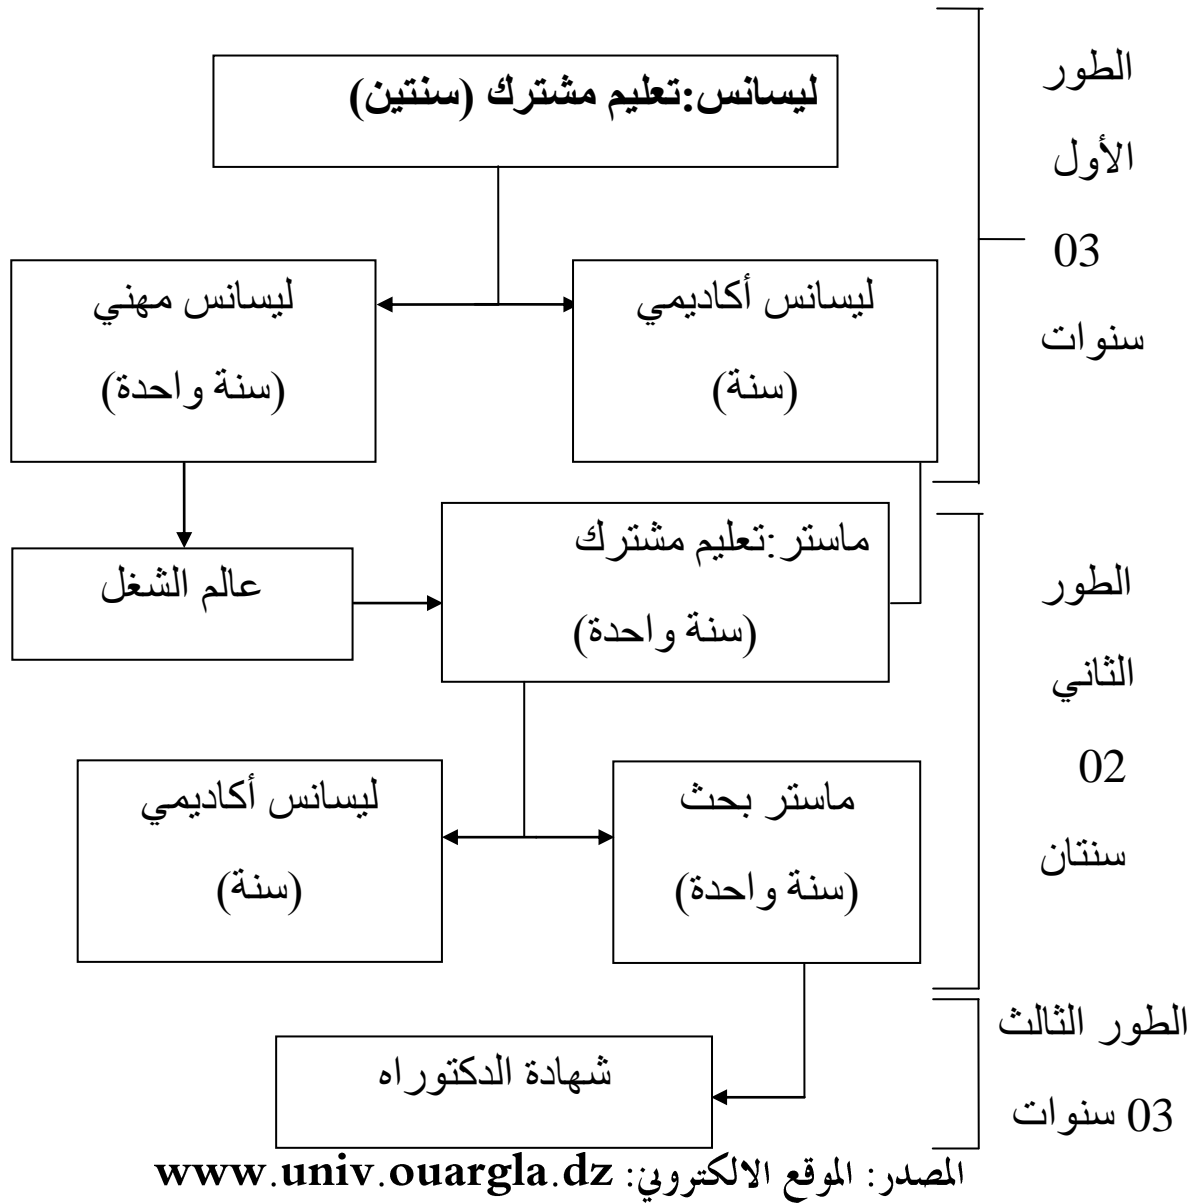 ليسانس:تعليم مشترك (سنتين)
الطور
الأول
03
سنوات
ليسانس أكاديمي
(سنة)
ليسانس مهني
(سنة واحدة)
عالم الشغل
ماستر:تعليم مشترك
(سنة واحدة)
الطور
الثاني
02
سنتان
ماستر بحث
(سنة واحدة)
ليسانس أكاديمي
(سنة)
الطور الثالث
03 سنوات
شهادة الدكتوراه
المصدر: الموقع الالكتروني: www.univ.ouargla.dz